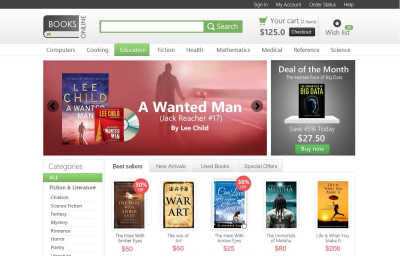 Sign In
My Account
Order Status
Help
BOOKS
ONLINE
Search
Your cart (2 items)
$125.0
Checkout
Wish list
Computers
Cooking
Education
Fiction
Health
Mathematics
Medical
Reference
Science
LEE
CHILD
A WANTED
MAN
LEE CHILD
A Wanted Man
(Jack Reacher #17)
By Lee Child
Deal of the Month
The Human Face of Big Data
BIG
DATA
Save 45% Today
$27.50
Buy now
Categories
ALL
Fiction & Literature
Children
Science Fiction
Fantasy
Mystery
Romance
Horror
Poetry
Literature
Best sellers
New Arrivals
Used Books
Special Offers
30%
Off
THE HARE
WITH
AMBER
EYES
The Hare With
Amber Eyes
$50
THE
WAR
OF
ART
The war of
Art
$60
30%
Off
The Hare With
Amber Eyes
$25
MELUHA
The Immortals
of Meluha
$80
Life is What You
Make It
$200